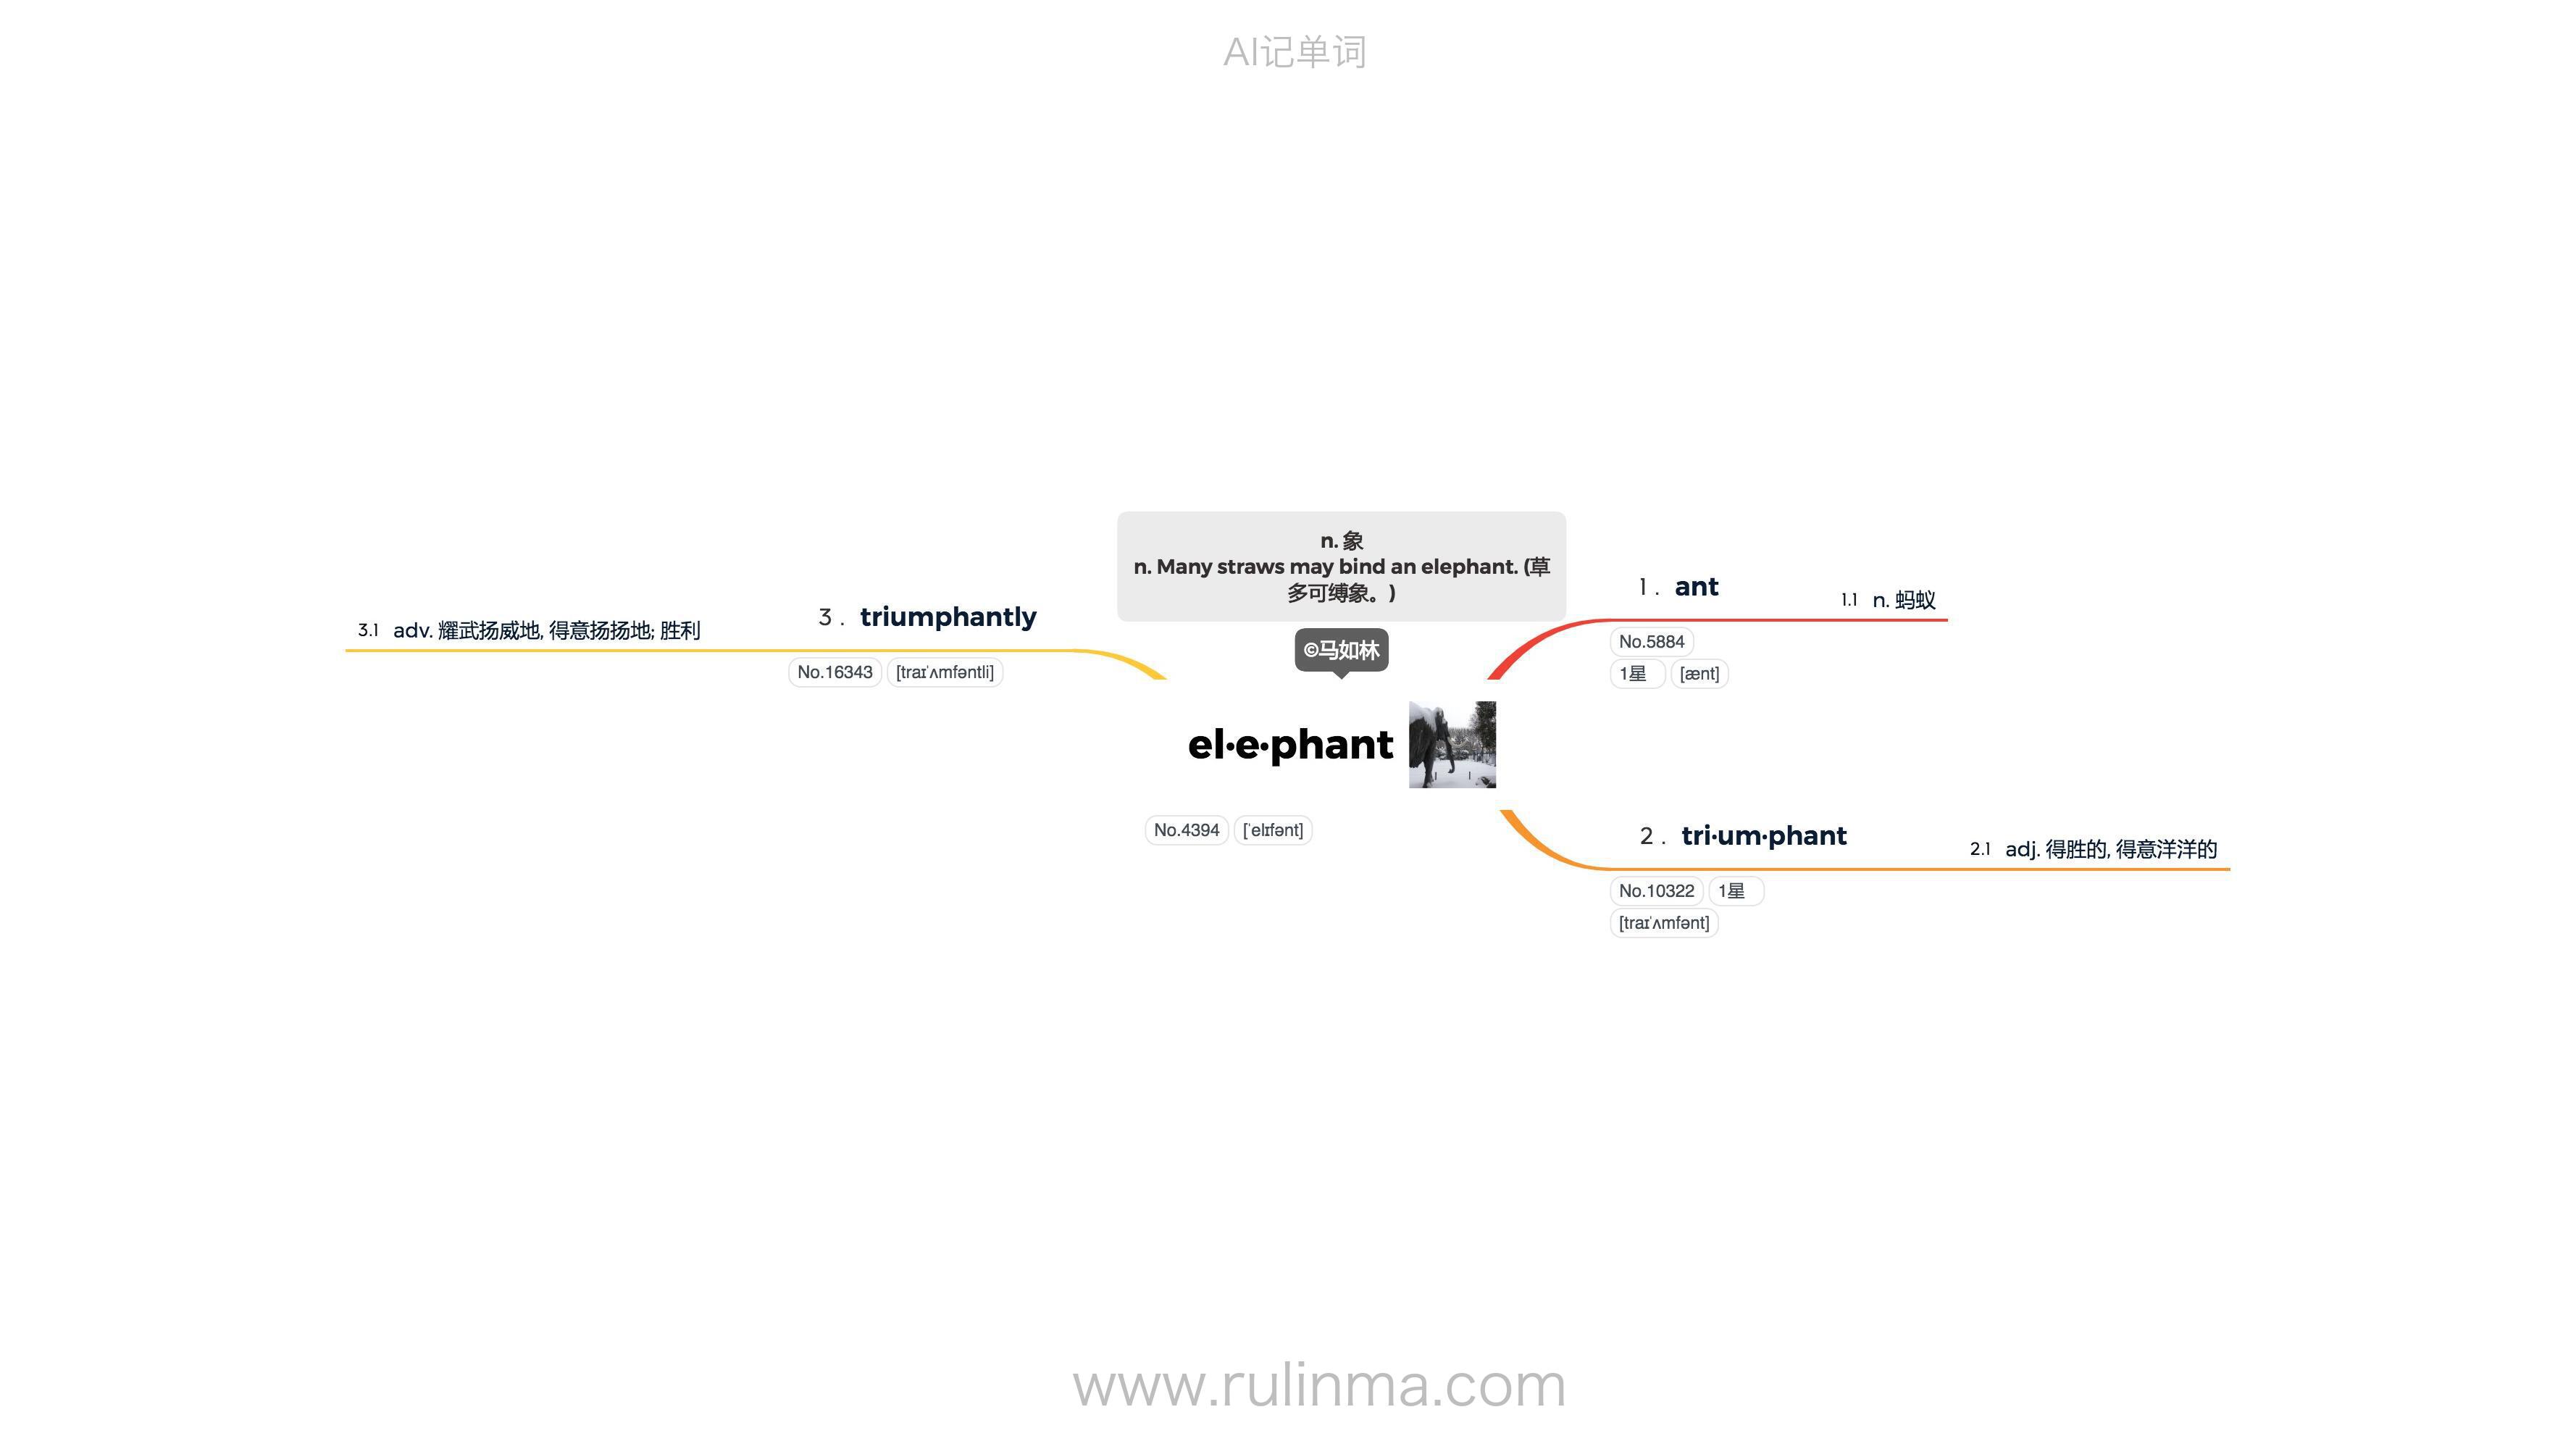 AI记单词
n. 象
n. Many straws may bind an elephant. (草
多可缚象。)
©马如林
el·e·phant
No.4394 [ˈelɪfənt]
1. ant
1.1 n. 蚂蚁
No.5884
1星 [ænt]
2. tri·um·phant
2.1 adj. 得胜的, 得意洋洋的
No.10322 1星
[traɪˈʌmfənt]
3. triumphantly
3.1 adv. 耀武扬威地, 得意扬扬地; 胜利
No.16343 [traɪˈʌmfəntli]
www.rulinma.com